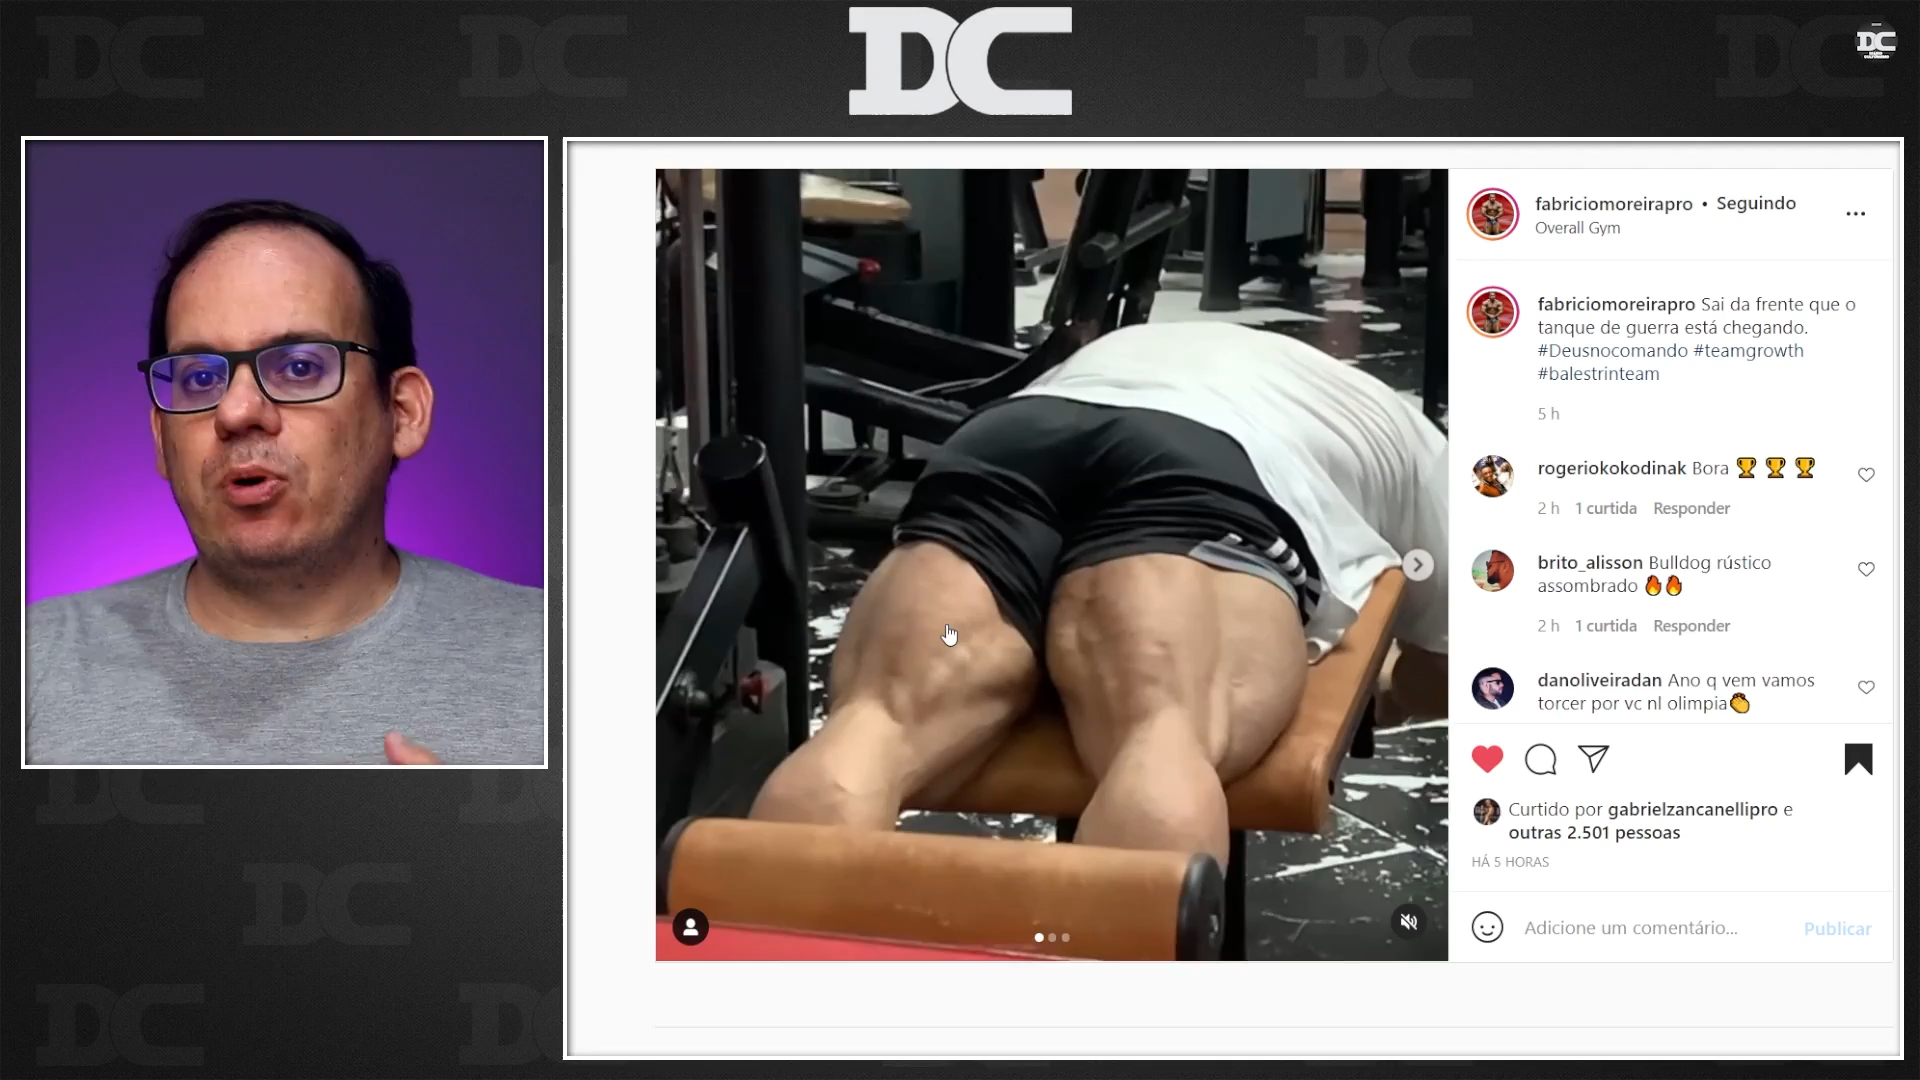 DC
DC
fabriciomoreirapro • Seguindo
Overall Gym
fabriciomoreirapro Sai da frente que o
tanque de guerra está chegando.
#Deusnocomando #teamgrowth
#balestrinteam
5 h
rogeriokokodinak Bora 🏆 🏆 🏆
2 h 1 curtida Responder
brito_alisson Bulldog rústico
assombrado 🔥🔥
2 h 1 curtida Responder
danoliveiradan Ano q vem vamos
torcer por vc nl olimpia👏
Curtido por gabrielzancanellipro e
outras 2.501 pessoas
HÁ 5 HORAS
Adicione um comentário... Publicar